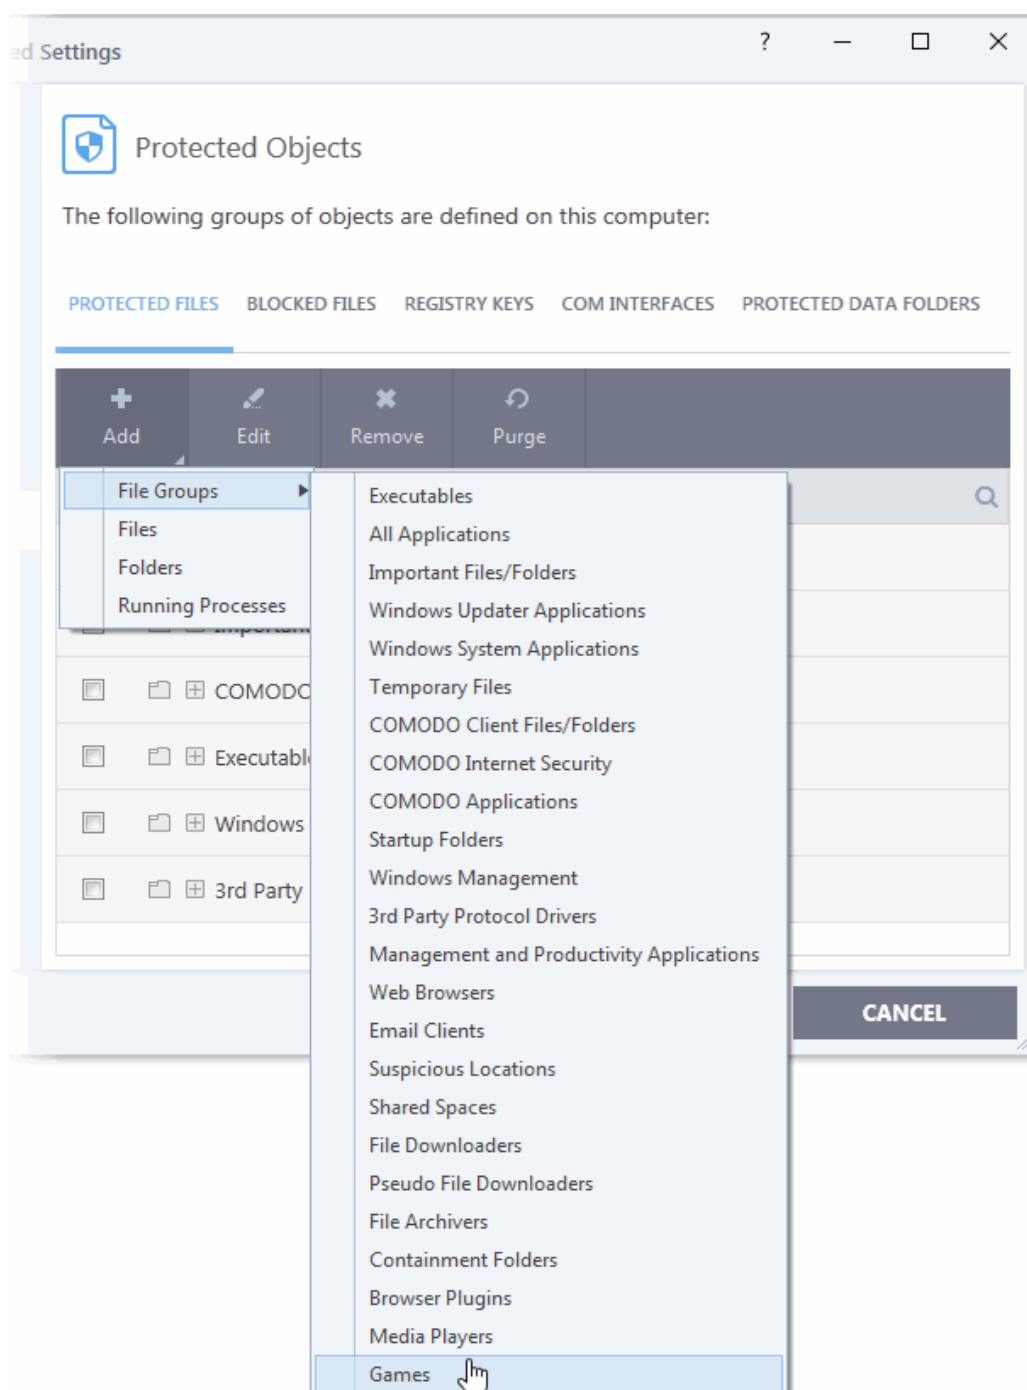 ed Settings ?
Protected Objects
The following groups of objects are defined on this computer:
PROTECTED FILES BLOCKED FILES REGISTRY KEYS COM INTERFACES PROTECTED DATA FOLDERS
Add Edit Remove Purge
File Groups
Files
Folders
Running Processes
Important
COMODO
Executabl
Windows
3rd Party
Executables
All Applications
Important Files/Folders
Windows Updater Applications
Windows System Applications
Temporary Files
COMODO Client Files/Folders
COMODO Internet Security
COMODO Applications
Startup Folders
Windows Management
3rd Party Protocol Drivers
Management and Productivity Applications
Web Browsers
Email Clients
Suspicious Locations
Shared Spaces
File Downloaders
Pseudo File Downloaders
File Archivers
Containment Folders
Browser Plugins
Media Players
Games
CANCEL